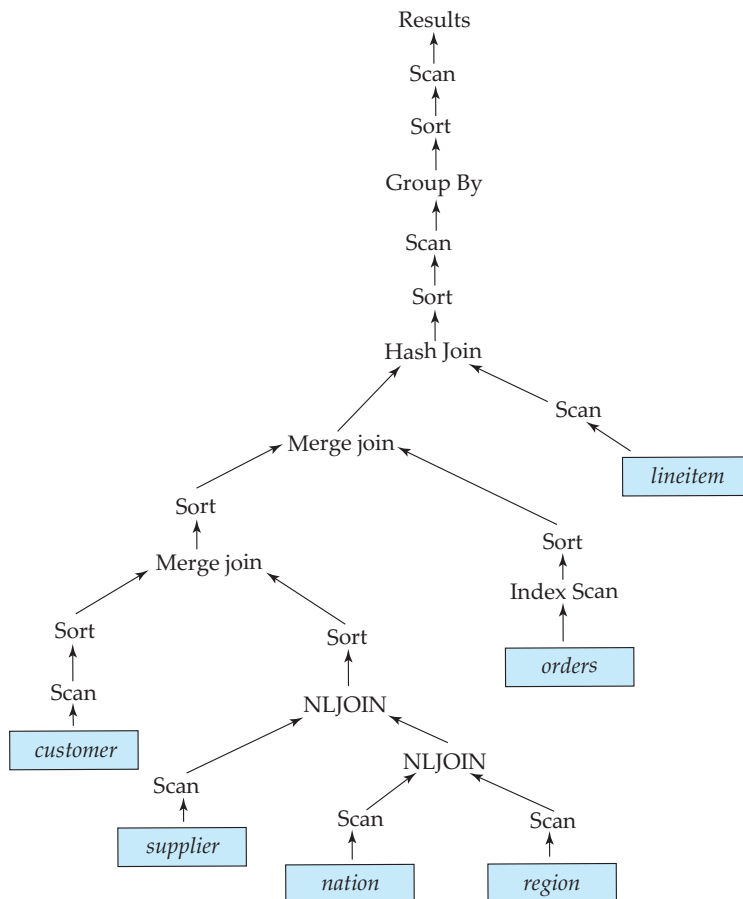 Results
Scan
Sort
Group By
Scan
Sort
Hash Join
Scan
Merge join
lineitem
Sort
Sort
Merge join
Index Scan
Sort
Sort
orders
Scan
NLJOIN
customer
NLJOIN
Scan
Scan
Scan
supplier
nation
region